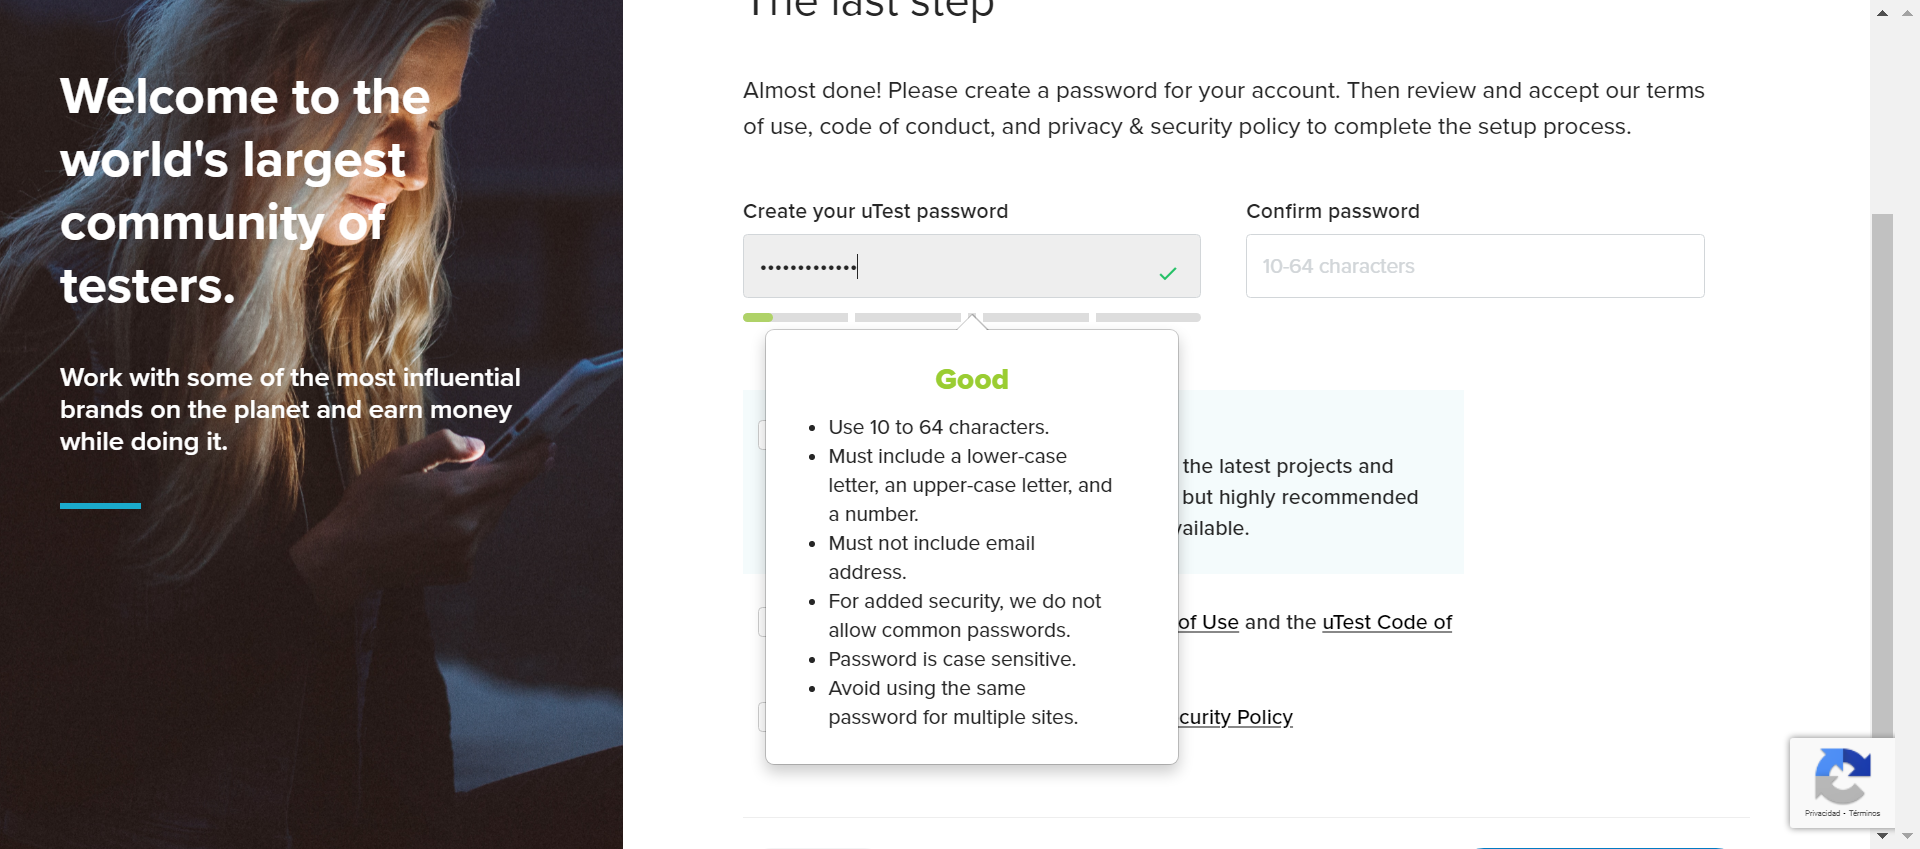 Welcome to the
world's largest
community of
testers.
Work with some of the most influential
brands on the planet and earn money
while doing it.
The last step
Almost done! Please create a password for your account. Then review and accept our terms
of use, code of conduct, and privacy & security policy to complete the setup process.
Create your uTest password
Confirm password
10-64 characters
Good
Use 10 to 64 characters.
Must include a lower-case
letter, an upper-case letter, and
a number.
Must not include email
address.
For added security, we do not
allow common passwords.
Password is case sensitive.
Avoid using the same
password for multiple sites.
the latest projects and
but highly recommended
of Use and the uTest Code of
Policy
Privacidad - Términos